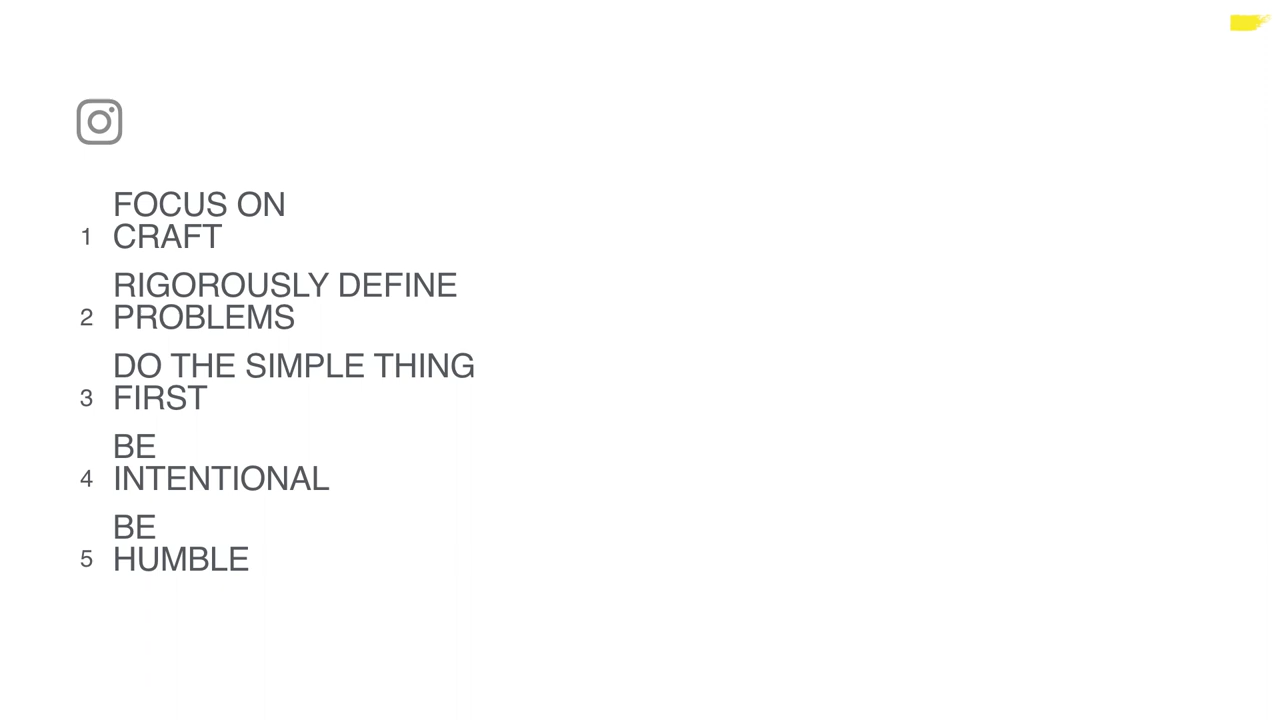 FOCUS ON
1 CRAFT
RIGOROUSLY DEFINE
2 PROBLEMS
DO THE SIMPLE THING
3 FIRST
BE
4 INTENTIONAL
BE
5 HUMBLE